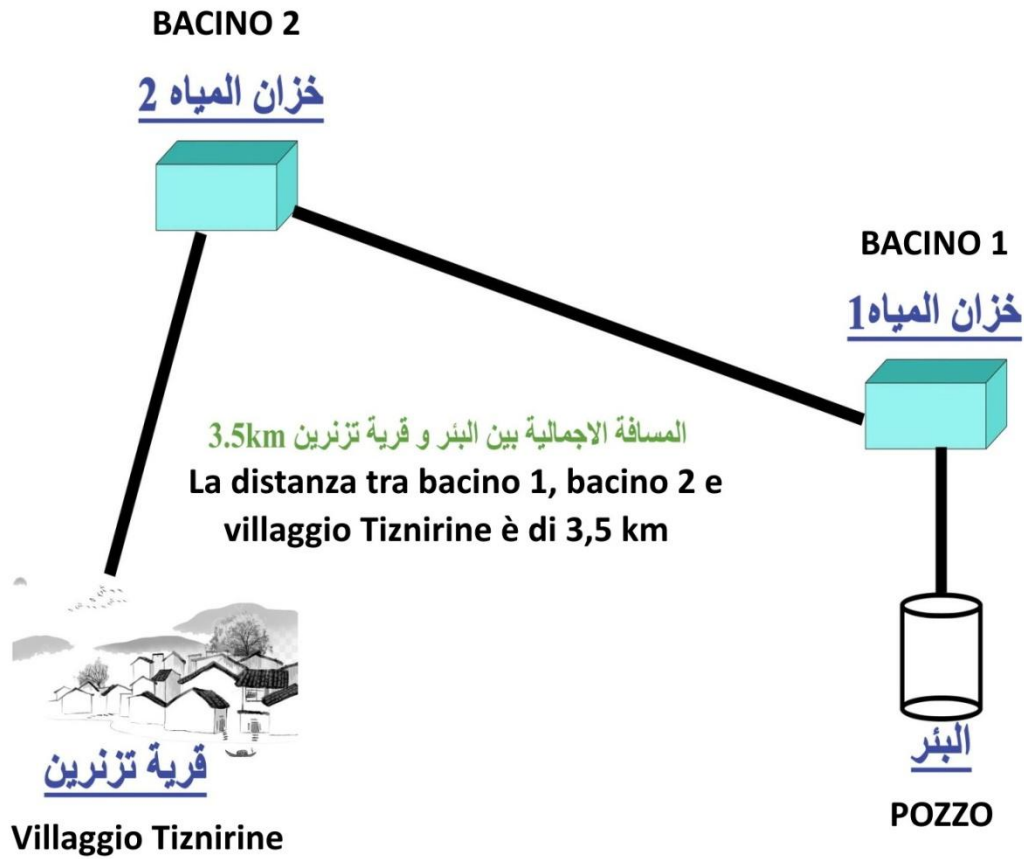 BACINO 2
خزان المياه 2
BACINO 1
خزان المياه1
المسافة الاجمالية بين البئر و قرية تزنرين 3.5km
La distanza tra bacino 1, bacino 2 e
villaggio Tiznirine è di 3,5 km
البئر
قرية تزنرين
POZZO
Villaggio Tiznirine